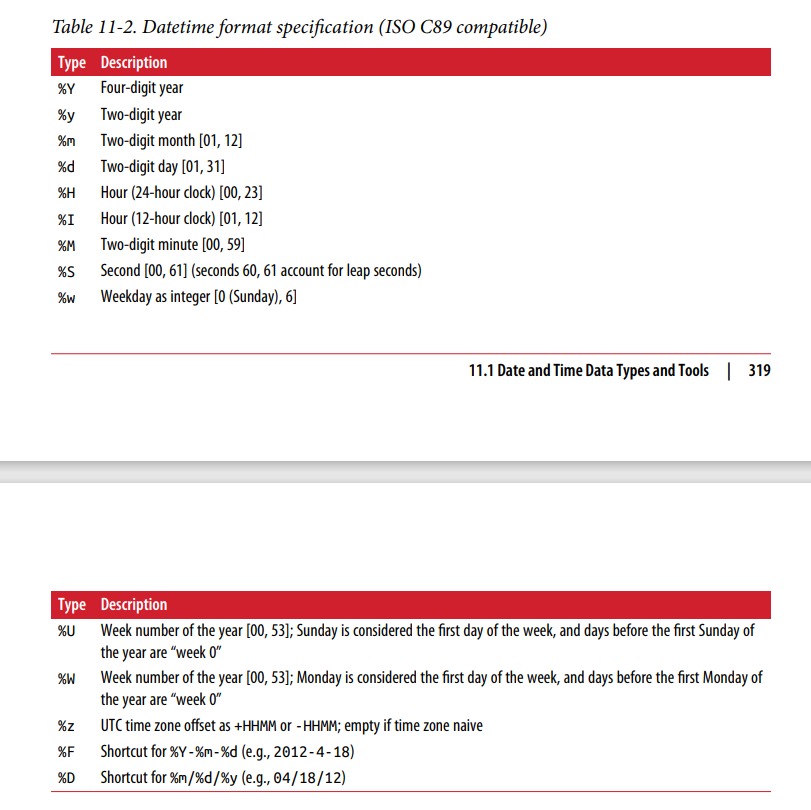 Table 11-2. Datetime format specification (ISO C89 compatible)
Type Description
%Y Four-digit year
%y Two-digit year
%m Two-digit month [01, 12]
%d Two-digit day [01, 31]
%H Hour (24-hour clock) [00, 23]
%I Hour (12-hour clock) [01, 12]
%M Two-digit minute [00, 59]
%S Second [00, 61] (seconds 60, 61 account for leap seconds)
%w Weekday as integer [0 (Sunday), 6]
11.1 Date and Time Data Types and Tools | 319
Type Description
%U Week number of the year [00, 53]; Sunday is considered the first day of the week, and days before the first Sunday of
the year are “week 0”
%W Week number of the year [00, 53]; Monday is considered the first day of the week, and days before the first Monday of
the year are “week 0”
%z UTC time zone offset as +HHMM or -HHMM; empty if time zone naive
%F Shortcut for %Y-%m-%d (e.g., 2012-4-18)
%D Shortcut for %m/%d/%y (e.g., 04/18/12)